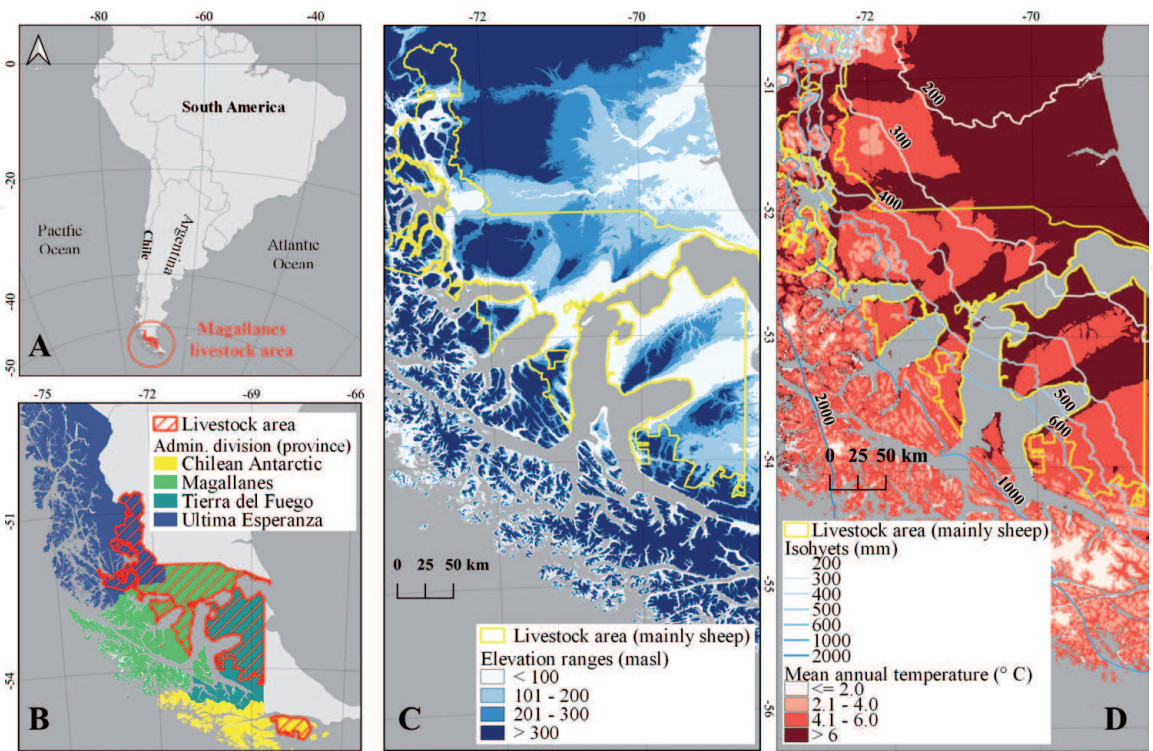 -80
-60
-40
0
South America
-20
Pacific
Ocean
Chile
Argentina
Atlantic
Ocean
-40
A
Magallanes
livestock area
-50
-75
-72
-69
-66
Livestock area
Admin. division (province)
Chilean Antarctic
Magallanes
Tierra del Fuego
Ultima Esperanza
-51
-54
B
-72
-70
0 25 50 km
C
Livestock area (mainly sheep)
Elevation ranges (masl)
< 100
101 - 200
201 - 300
> 300
-72
-70
-51
-52
-53
-54
-55
-56
200
300
400
500
600
1000
2000
0 25 50 km
Livestock area (mainly sheep)
Isohyets (mm)
200
300
400
500
600
1000
2000
Mean annual temperature (° C)
<= 2.0
2.1 - 4.0
4.1 - 6.0
> 6
D